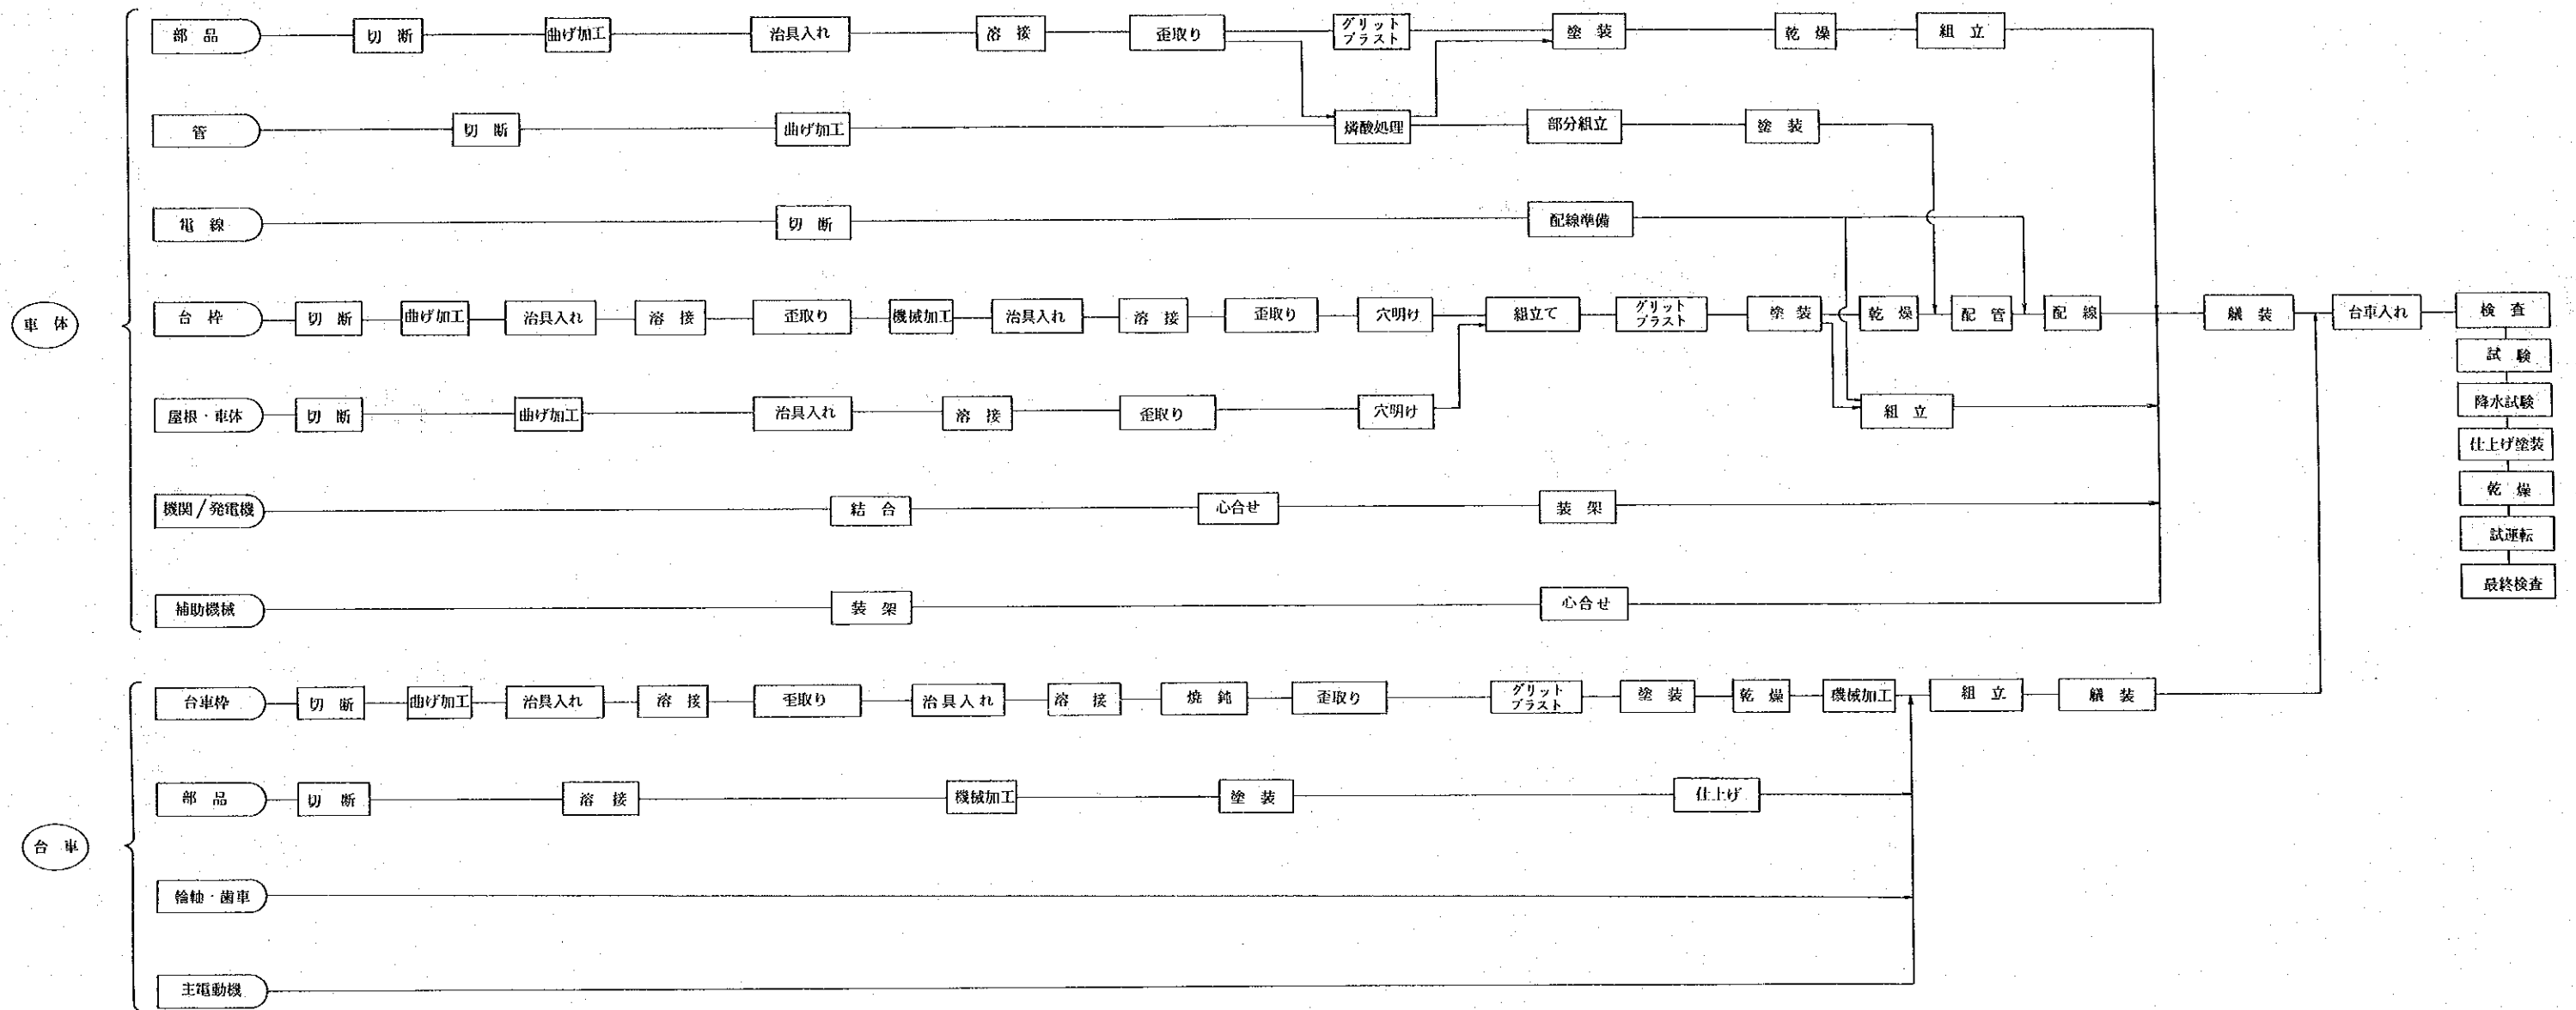 車体
部品
切断
曲げ加工
治具入れ
溶接
歪取り
グリット
ブラスト
塗装
乾燥
組立
管
切断
曲げ加工
燐酸処理
部分組立
塗装
電線
切断
配線準備
台枠
切断
曲げ加工
治具入れ
溶接
歪取り
機械加工
治具入れ
溶接
歪取り
穴明け
組立て
グリット
ブラスト
塗装
乾燥
配管
配線
艤装
台車入れ
検査
試験
降水試験
仕上げ塗装
乾燥
試運転
最終検査
屋根・車体
切断
曲げ加工
治具入れ
溶接
歪取り
穴明け
組立
機関/発電機
結合
心合せ
装架
補助機械
装架
心合せ
台車
台車枠
切断
曲げ加工
治具入れ
溶接
歪取り
治具入れ
溶接
焼鈍
歪取り
グリット
ブラスト
塗装
乾燥
機械加工
組立
艤装
部品
切断
溶接
機械加工
塗装
仕上げ
輪軸・歯車
主電動機